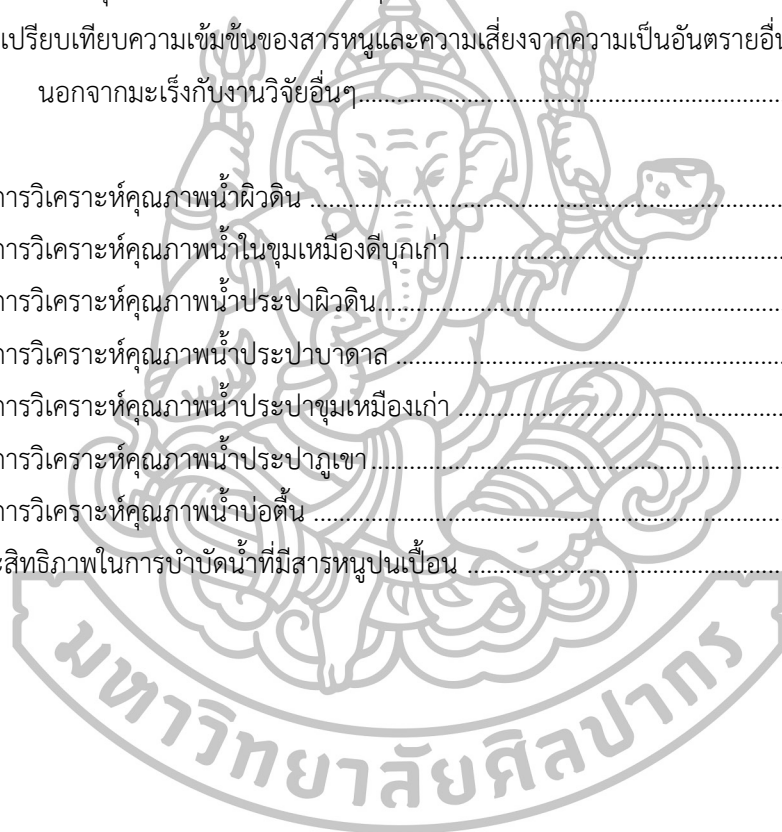 เปรียบเทียบความเข้มข้นของสารหนูและความเสี่ยงจากความเป็นอันตรายอื่น
นอกจากมะเร็งกับงานวิจัยอื่นๆ
การวิเคราะห์คุณภาพน้ำผิวดิน
การวิเคราะห์คุณภาพน้ำในขุมเหมืองดีบุกเก่า
การวิเคราะห์คุณภาพน้ำประปาผิวดิน
การวิเคราะห์คุณภาพน้ำประปาบาดาล
การวิเคราะห์คุณภาพน้ำประปาขุมเหมืองเก่า
การวิเคราะห์คุณภาพน้ำประปาภูเขา
การวิเคราะห์คุณภาพน้ำบ่อตื้น
ะสิทธิภาพในการบำบัดน้ำที่มีสารหนูปนเปื้อน
มหาวิทยาลัยศิลปากร